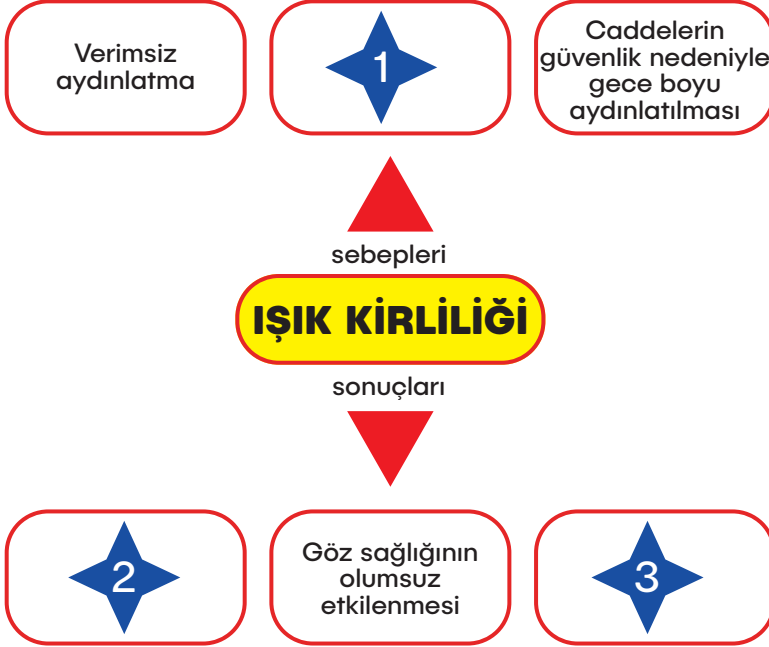 Verimsiz
aydınlatma
1
Caddelerin
güvenlik nedeniyle
gece boyu
aydınlatılması
sebepleri
IŞIK KİRLİLİĞİ
sonuçları
2
Göz sağlığının
olumsuz
etkilenmesi
3